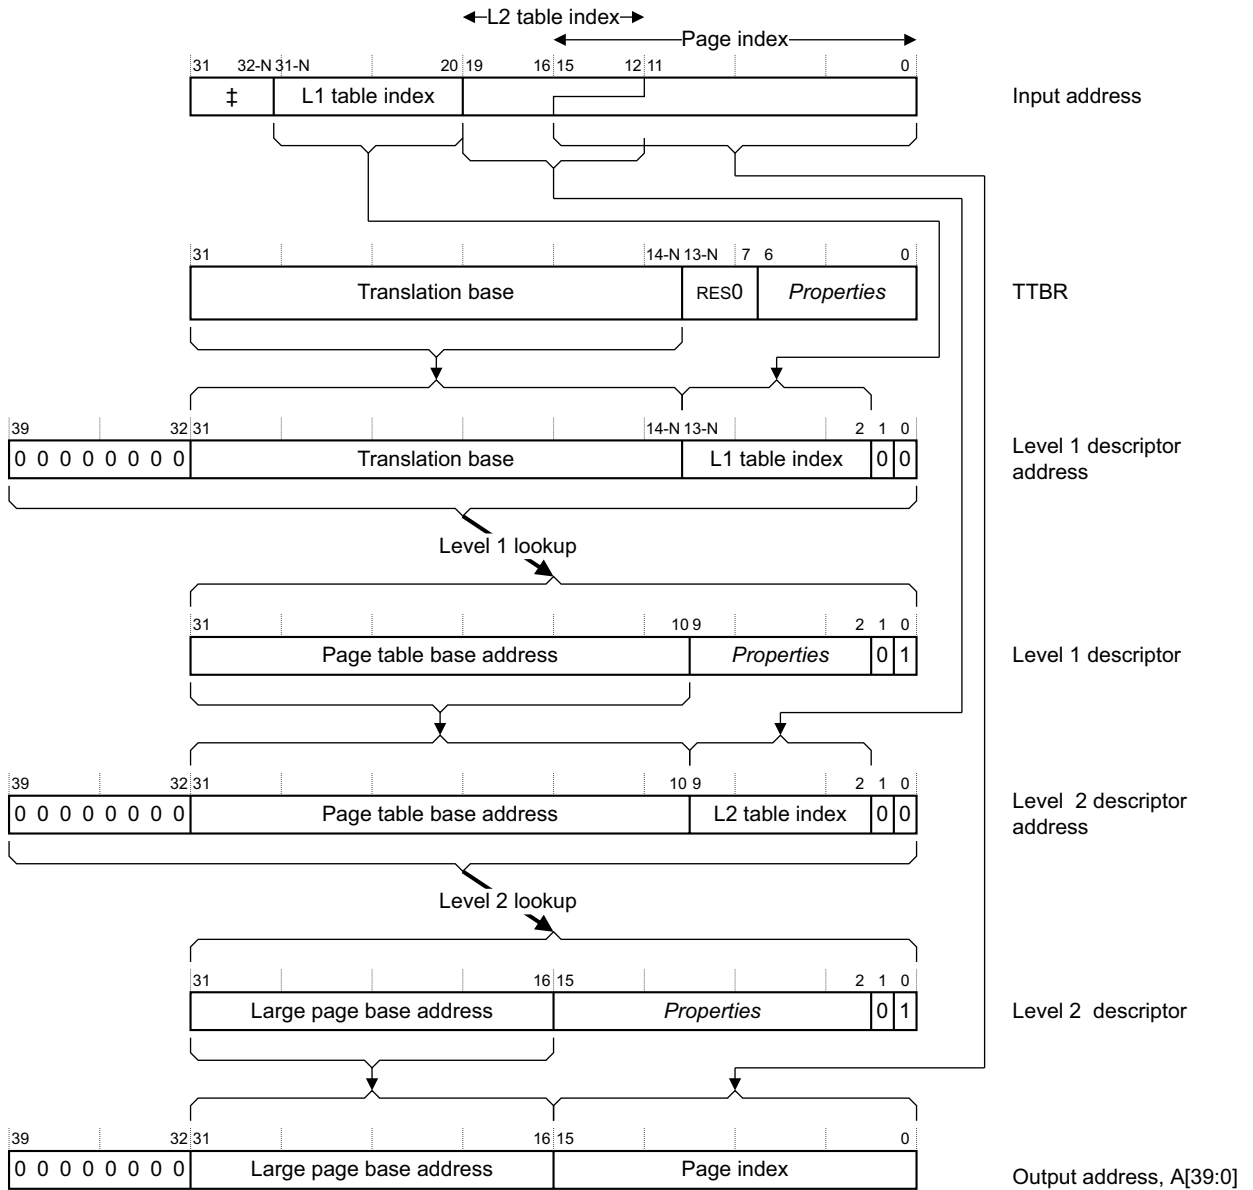 L2 table index
Page index
31 32-N 31-N 20 19 16 15 12 11 0
‡ L1 table index Input address
31 14-N 13-N 7 6 0
Translation base RES0 Properties TTBR
39 32 31 14-N 13-N 2 1 0
0 0 0 0 0 0 0 0 Translation base L1 table index 0 0 Level 1 descriptor
address
Level 1 lookup
31 10 9 2 1 0
Page table base address Properties 0 1 Level 1 descriptor
39 32 31 10 9 2 1 0
0 0 0 0 0 0 0 0 Page table base address L2 table index 0 0 Level 2 descriptor
address
Level 2 lookup
31 16 15 2 1 0
Large page base address Properties 0 1 Level 2 descriptor
39 32 31 16 15 0
0 0 0 0 0 0 0 0 Large page base address Page index Output address, A[39:0]